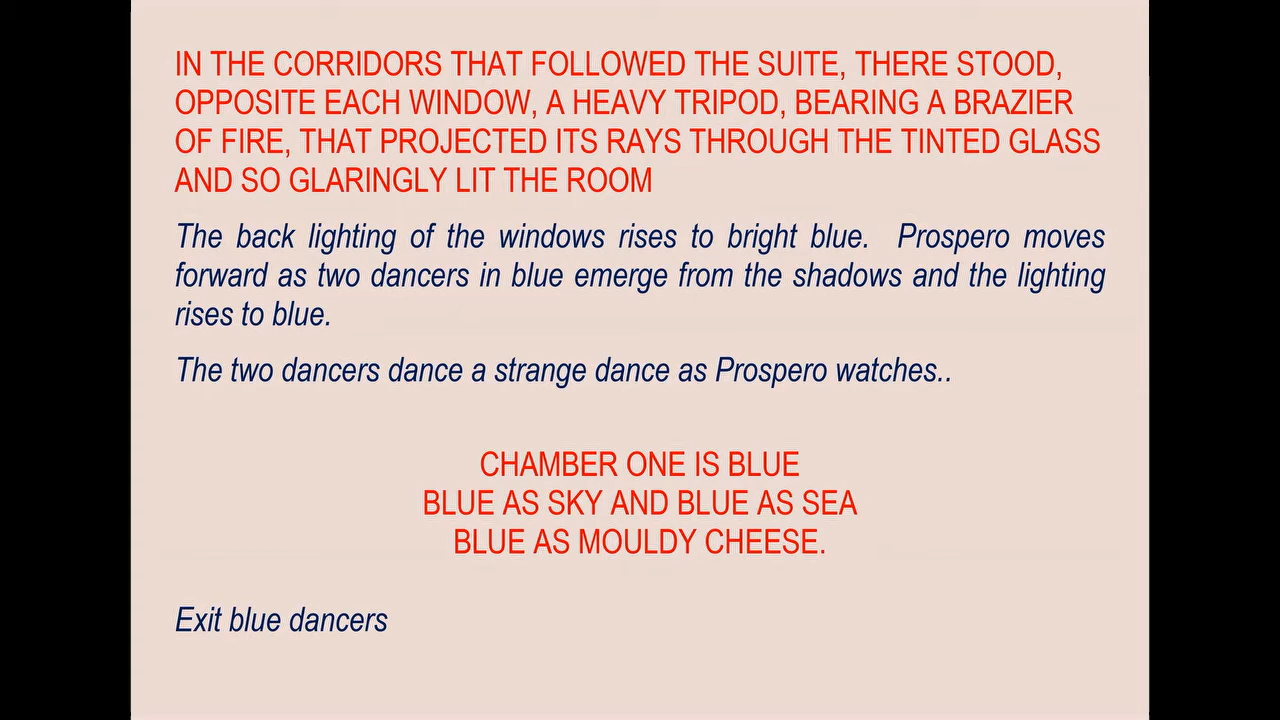 IN THE CORRIDORS THAT FOLLOWED THE SUITE, THERE STOOD,
OPPOSITE EACH WINDOW, A HEAVY TRIPOD, BEARING A BRAZIER
OF FIRE, THAT PROJECTED ITS RAYS THROUGH THE TINTED GLASS
AND SO GLARINGLY LIT THE ROOM
The back lighting of the windows rises to bright blue. Prospero moves
forward as two dancers in blue emerge from the shadows and the lighting
rises to blue.
The two dancers dance a strange dance as Prospero watches..
CHAMBER ONE IS BLUE
BLUE AS SKY AND BLUE AS SEA
BLUE AS MOULDY CHEESE.
Exit blue dancers